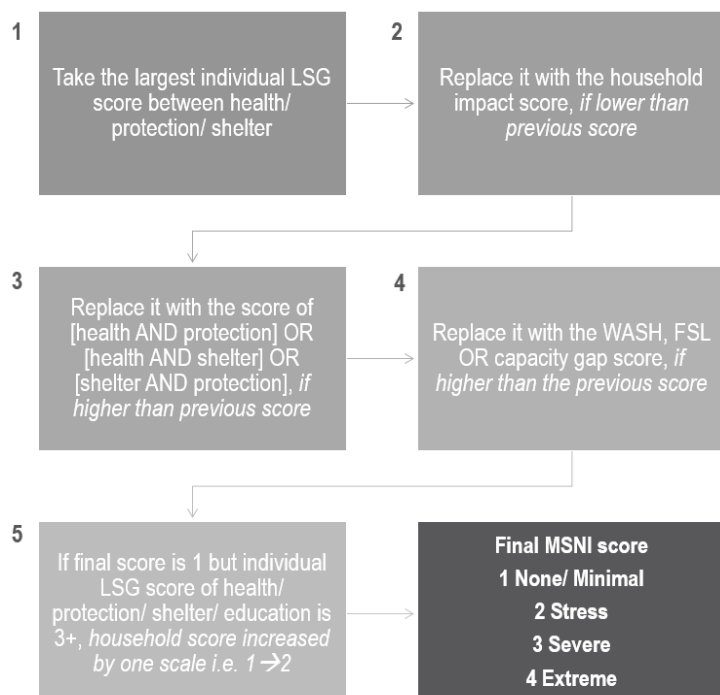 1
Take the largest individual LSG
score between health/
protection/ shelter
2
Replace it with the household
impact score, if lower than
previous score
3
Replace it with the score of
[health AND protection] OR
[health AND shelter] OR
[shelter AND protection], if
higher than previous score
4
Replace it with the WASH, FSL
OR capacity gap score, if
higher than the previous score
5
If final score is 1 but individual
LSG score of health/
protection/ shelter/ education is
3+, household score increased
by one scale i.e. 1→2
Final MSNI score
1 None/ Minimal
2 Stress
3 Severe
4 Extreme